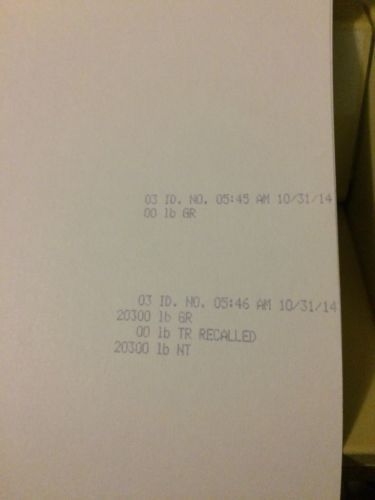 03 ID. NO. 05:45 AM 10/31/14
00 lb GR
03 ID. NO. 05:46 AM 10/31/14
20300 lb GR
00 lb TR RECALLED
20300 lb NT